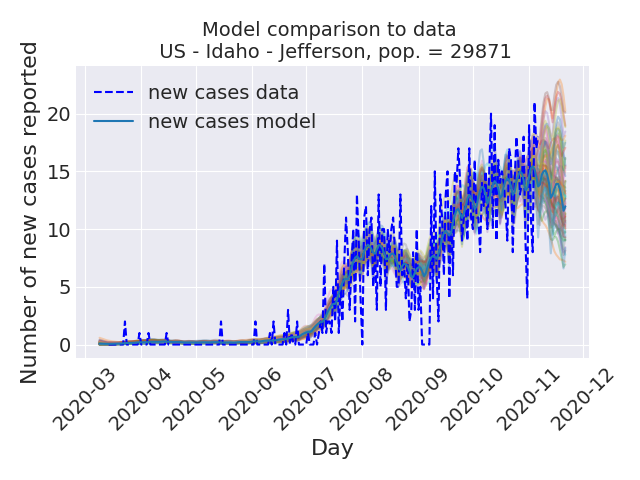 Model comparison to data
US - Idaho - Jefferson, pop. = 29871
Number of new cases reported
new cases data
new cases model
20
15
10
5
0
2020-03
2020-04
2020-05
2020-06
2020-07
2020-08
2020-09
2020-10
2020-11
2020-12
Day